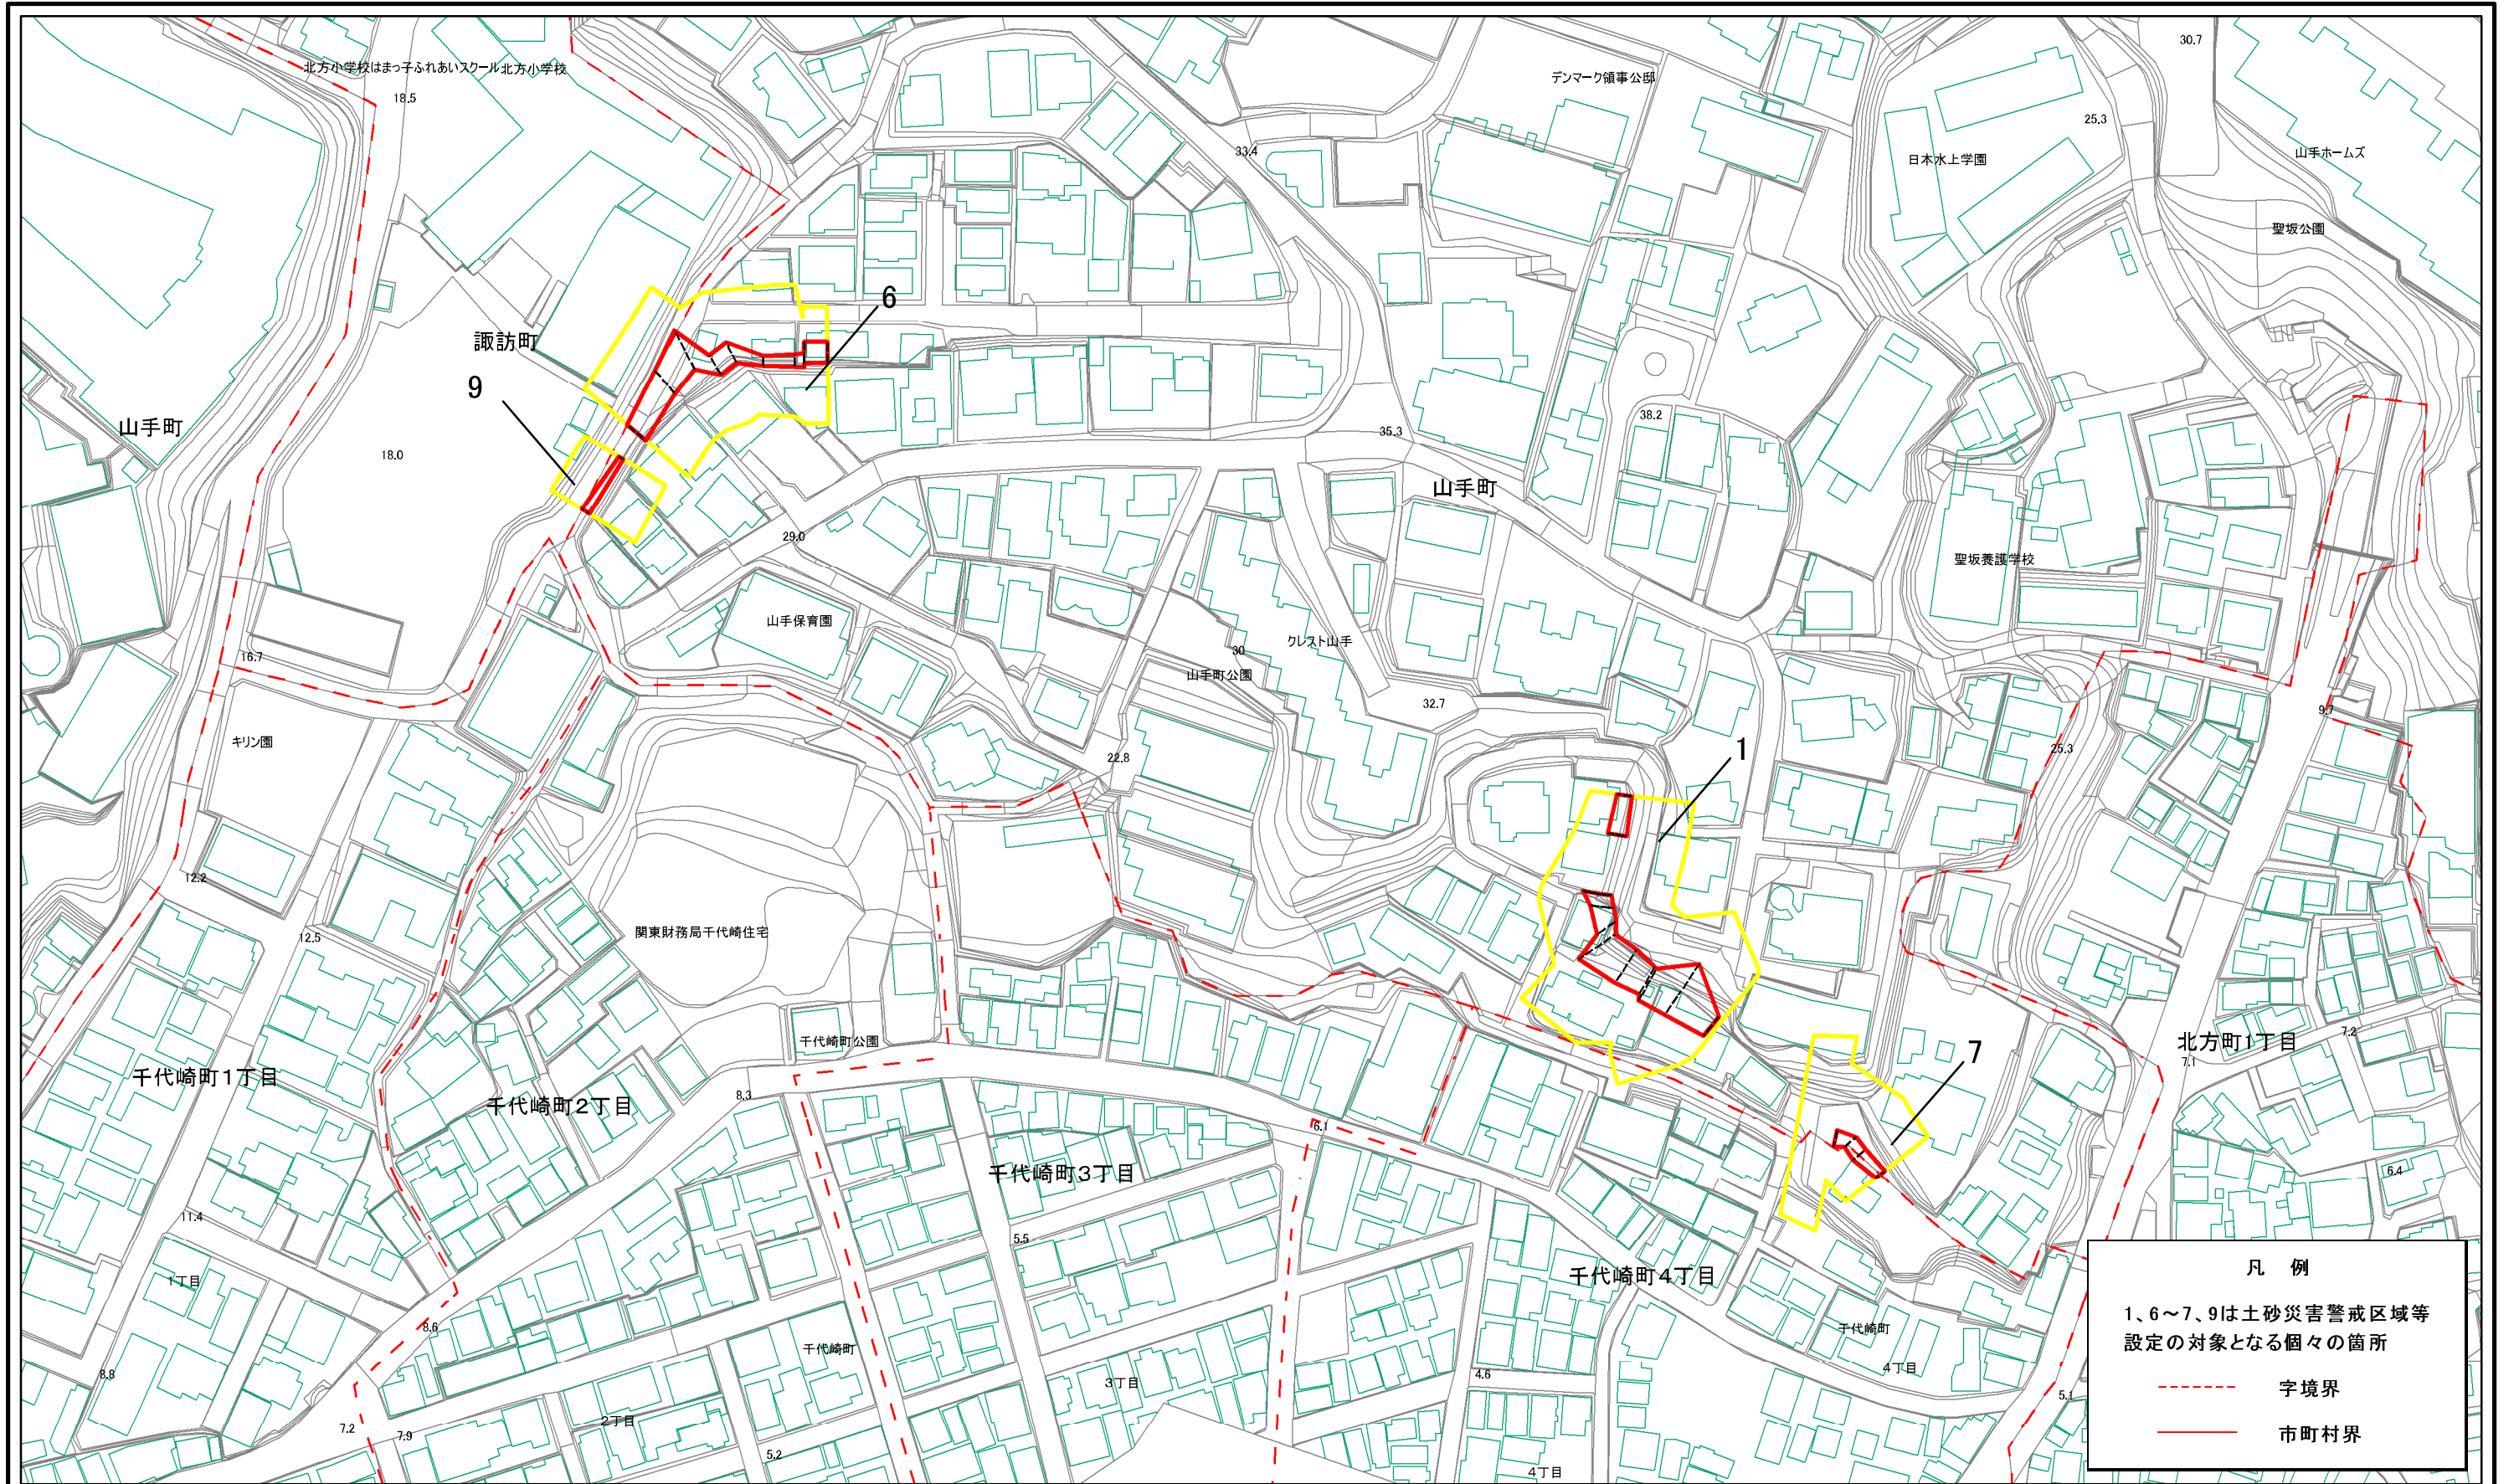 30.7
北方小学校はまっ子ふれあいスクール
北方小学校
デンマーク領事公邸
18.5
25.3
33.4
山手ホームズ
日本水上学園
聖坂公園
6
諏訪町
9
38.2
山手町
35.3
18.0
山手町
29.0
聖坂養護学校
山手保育園
クレスト山手
30
16.7
山手町公園
32.7
9.7
キリン園
25.3
1
22.8
12.2
関東財務局千代崎住宅
12.5
7.2
千代崎町公園
北方町1丁目
7
7.1
千代崎町1丁目
8.3
千代崎町2丁目
6.1
千代崎町3丁目
6.4
11.4
5.5
凡 例
1丁目
千代崎町4丁目
1、6～7、9は土砂災害警戒区域等
設定の対象となる個々の箇所
8.6
千代崎町
千代崎町
4丁目
8.8
4.6
3丁目
字境界
5.1
2丁目
7.2
7.9
市町村界
5.2
4丁目